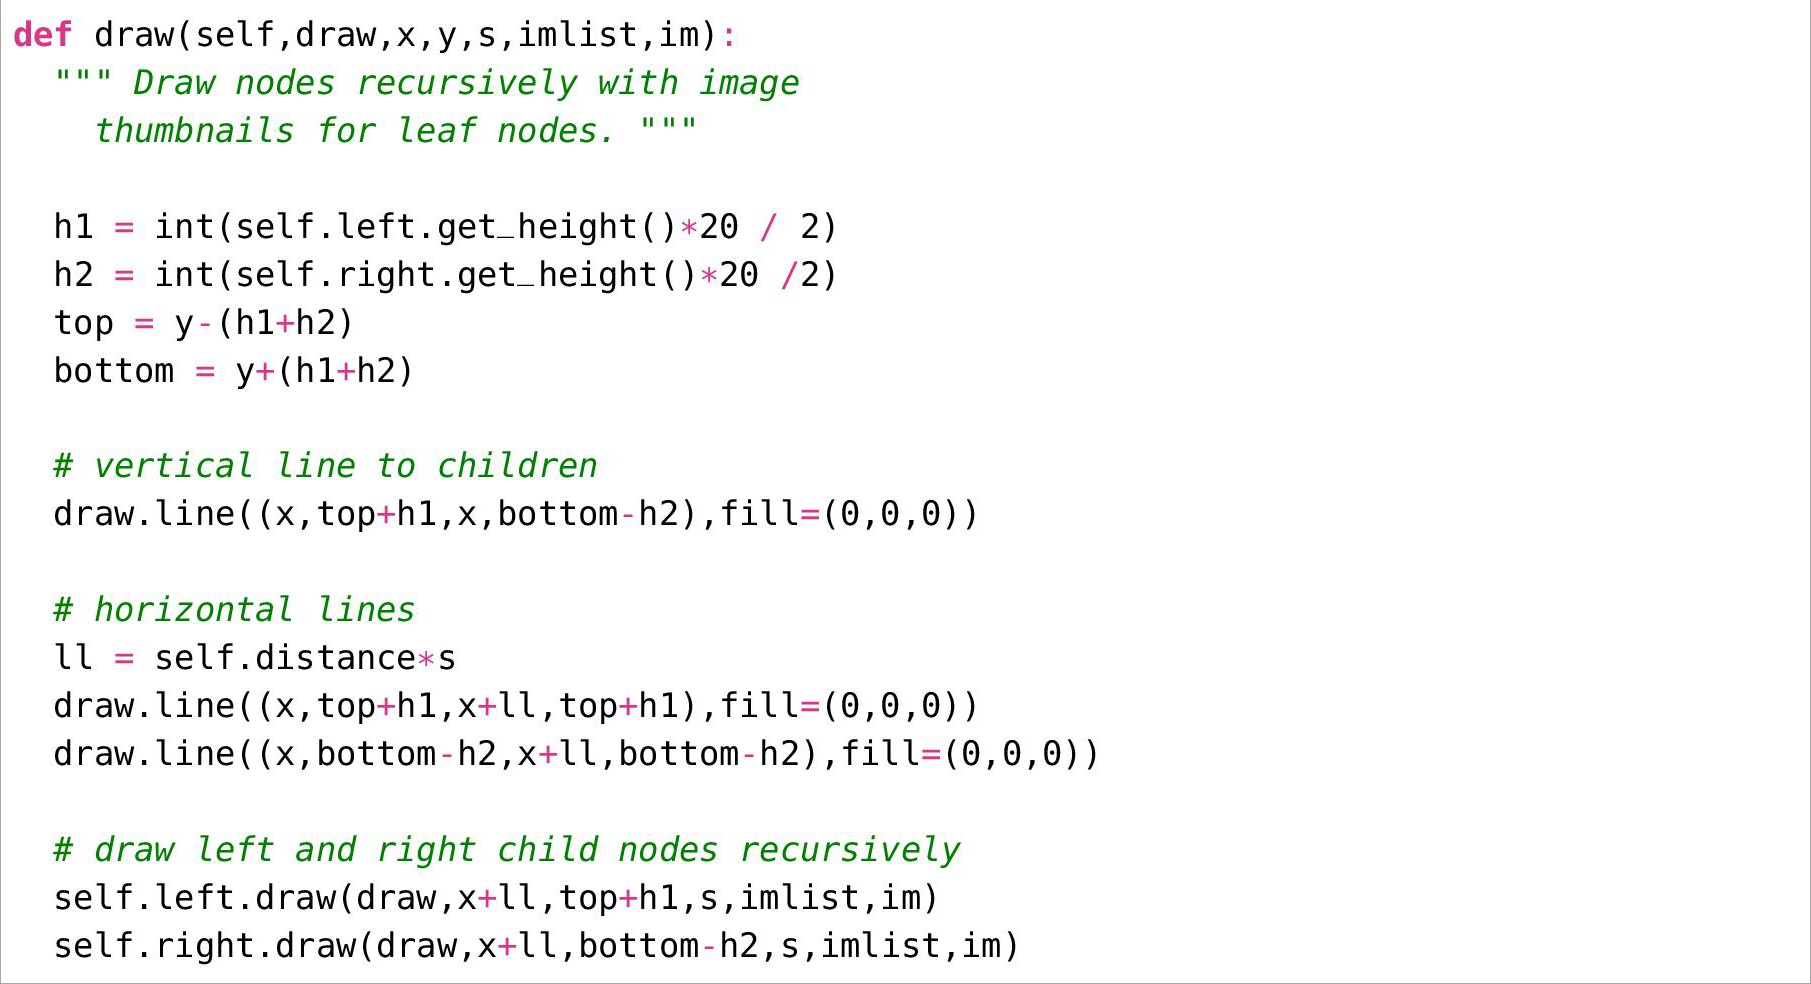 def draw(self,draw,x,y,s,imlist,im):
  """ Draw nodes recursively with image
    thumbnails for leaf nodes. """

  h1 = int(self.left.get_height()*20 / 2)
  h2 = int(self.right.get_height()*20 /2)
  top = y-(h1+h2)
  bottom = y+(h1+h2)

  # vertical line to children
  draw.line((x,top+h1,x,bottom-h2),fill=(0,0,0))

  # horizontal lines
  ll = self.distance*s
  draw.line((x,top+h1,x+ll,top+h1),fill=(0,0,0))
  draw.line((x,bottom-h2,x+ll,bottom-h2),fill=(0,0,0))

  # draw left and right child nodes recursively
  self.left.draw(draw,x+ll,top+h1,s,imlist,im)
  self.right.draw(draw,x+ll,bottom-h2,s,imlist,im)